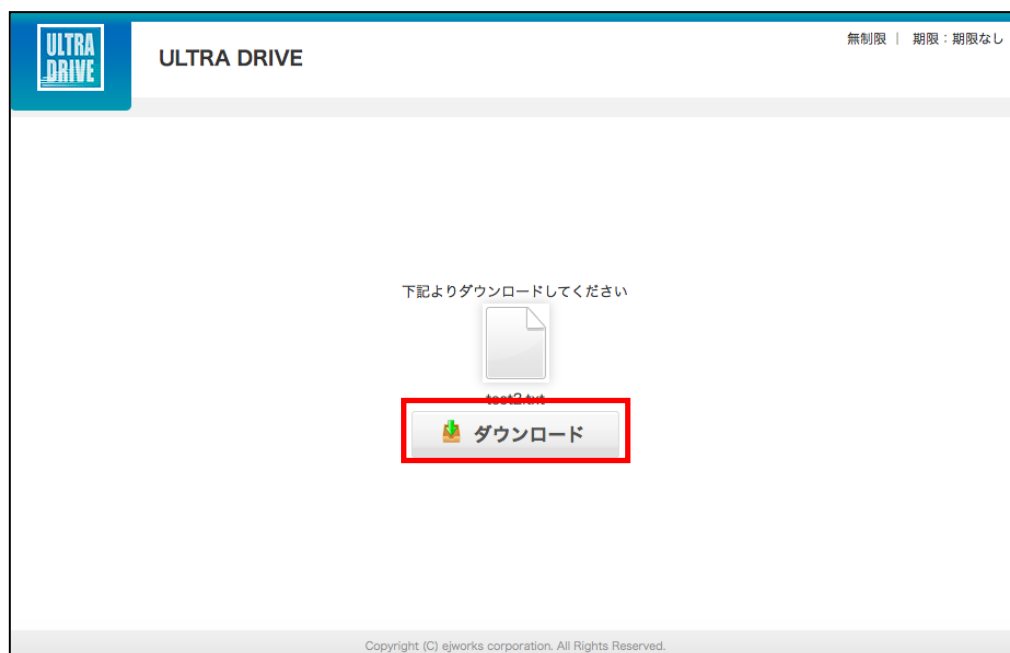 ULTRA
DRIVE
ULTRA DRIVE
無制限 | 期限：期限なし
下記よりダウンロードしてください
test2.txt
ダウンロード
Copyright (C) ejworks corporation. All Rights Reserved.